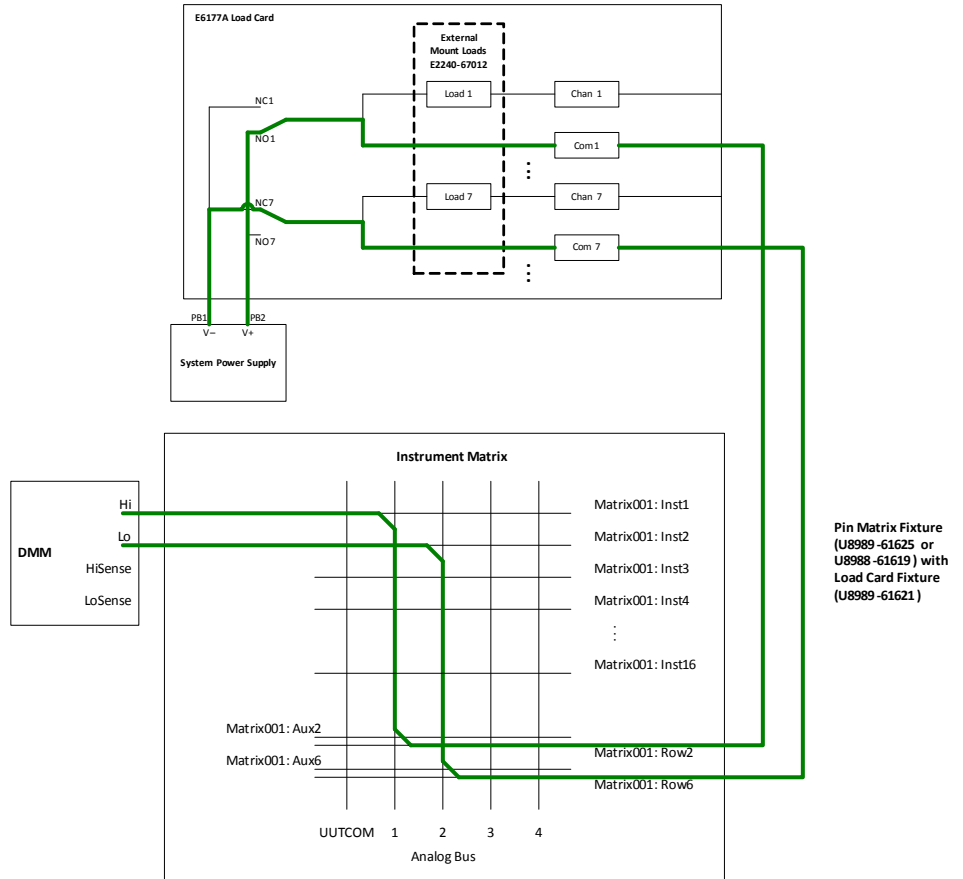 E6177A Load Card
External
Mount Loads
E2240-67012
NC1
Load 1
Chan 1
NO1
Com1
NC7
Load 7
Chan 7
NO7
Com 7
PB1
PB2
V−
V+
System Power Supply
Instrument Matrix
DMM
Hi
Lo
HiSense
LoSense
Matrix001: Inst1
Matrix001: Inst2
Matrix001: Inst3
Matrix001: Inst4
Matrix001: Inst16
Matrix001: Aux2
Matrix001: Row2
Matrix001: Aux6
Matrix001: Row6
UUTCOM 1 2 3 4
Analog Bus
Pin Matrix Fixture
(U8989-61625 or
U8988-61619) with
Load Card Fixture
(U8989-61621)